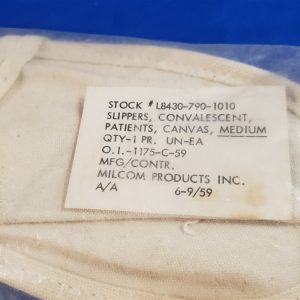 STOCK # L8430-790-1010
SLIPPERS, CONVALESCENT,
PATIENTS, CANVAS, MEDIUM
QTY-1 PR. UN-EA
O.I.-1175-C-59
MFG/CONTR.
MILCOM PRODUCTS INC.
A/A 6-9/59